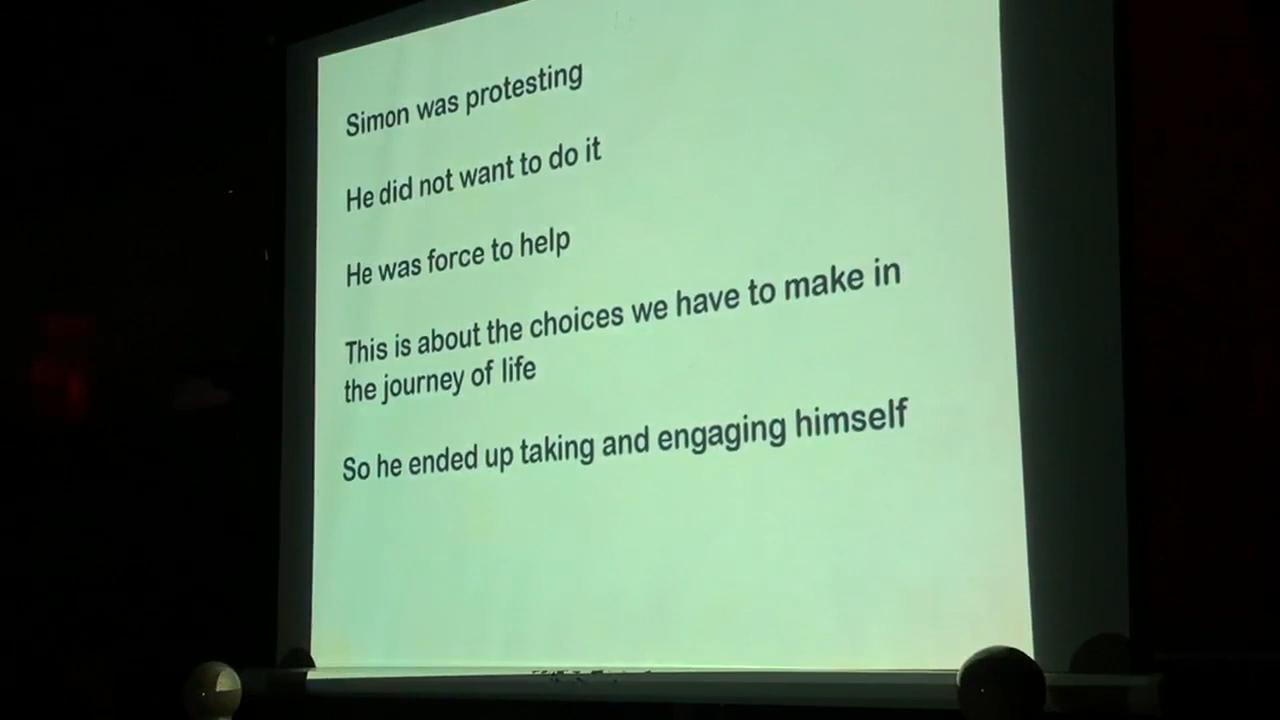 Simon was protesting
He did not want to do it
He was force to help
This is about the choices we have to make in
the journey of life
So he ended up taking and engaging himself